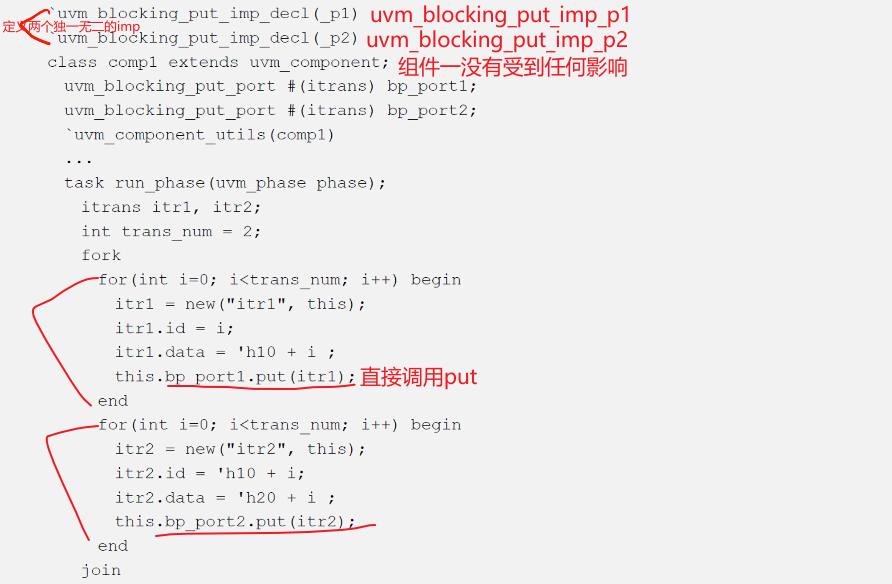 `uvm_blocking_put_imp_decl(_p1) uvm_blocking_put_imp_p1
定义两个独一无二的imp
`uvm_blocking_put_imp_decl(_p2) uvm_blocking_put_imp_p2
class comp1 extends uvm_component; 组件一没有受到任何影响
uvm_blocking_put_port #(itrans) bp_port1;
uvm_blocking_put_port #(itrans) bp_port2;
`uvm_component_utils(comp1)
...
task run_phase(uvm_phase phase);
itrans itr1, itr2;
int trans_num = 2;
fork
for(int i=0; i<trans_num; i++) begin
itr1 = new("itr1", this);
itr1.id = i;
itr1.data = 'h10 + i ;
this.bp_port1.put(itr1); 直接调用put
end
for(int i=0; i<trans_num; i++) begin
itr2 = new("itr2", this);
itr2.id = 'h10 + i;
itr2.data = 'h20 + i ;
this.bp_port2.put(itr2);
end
join